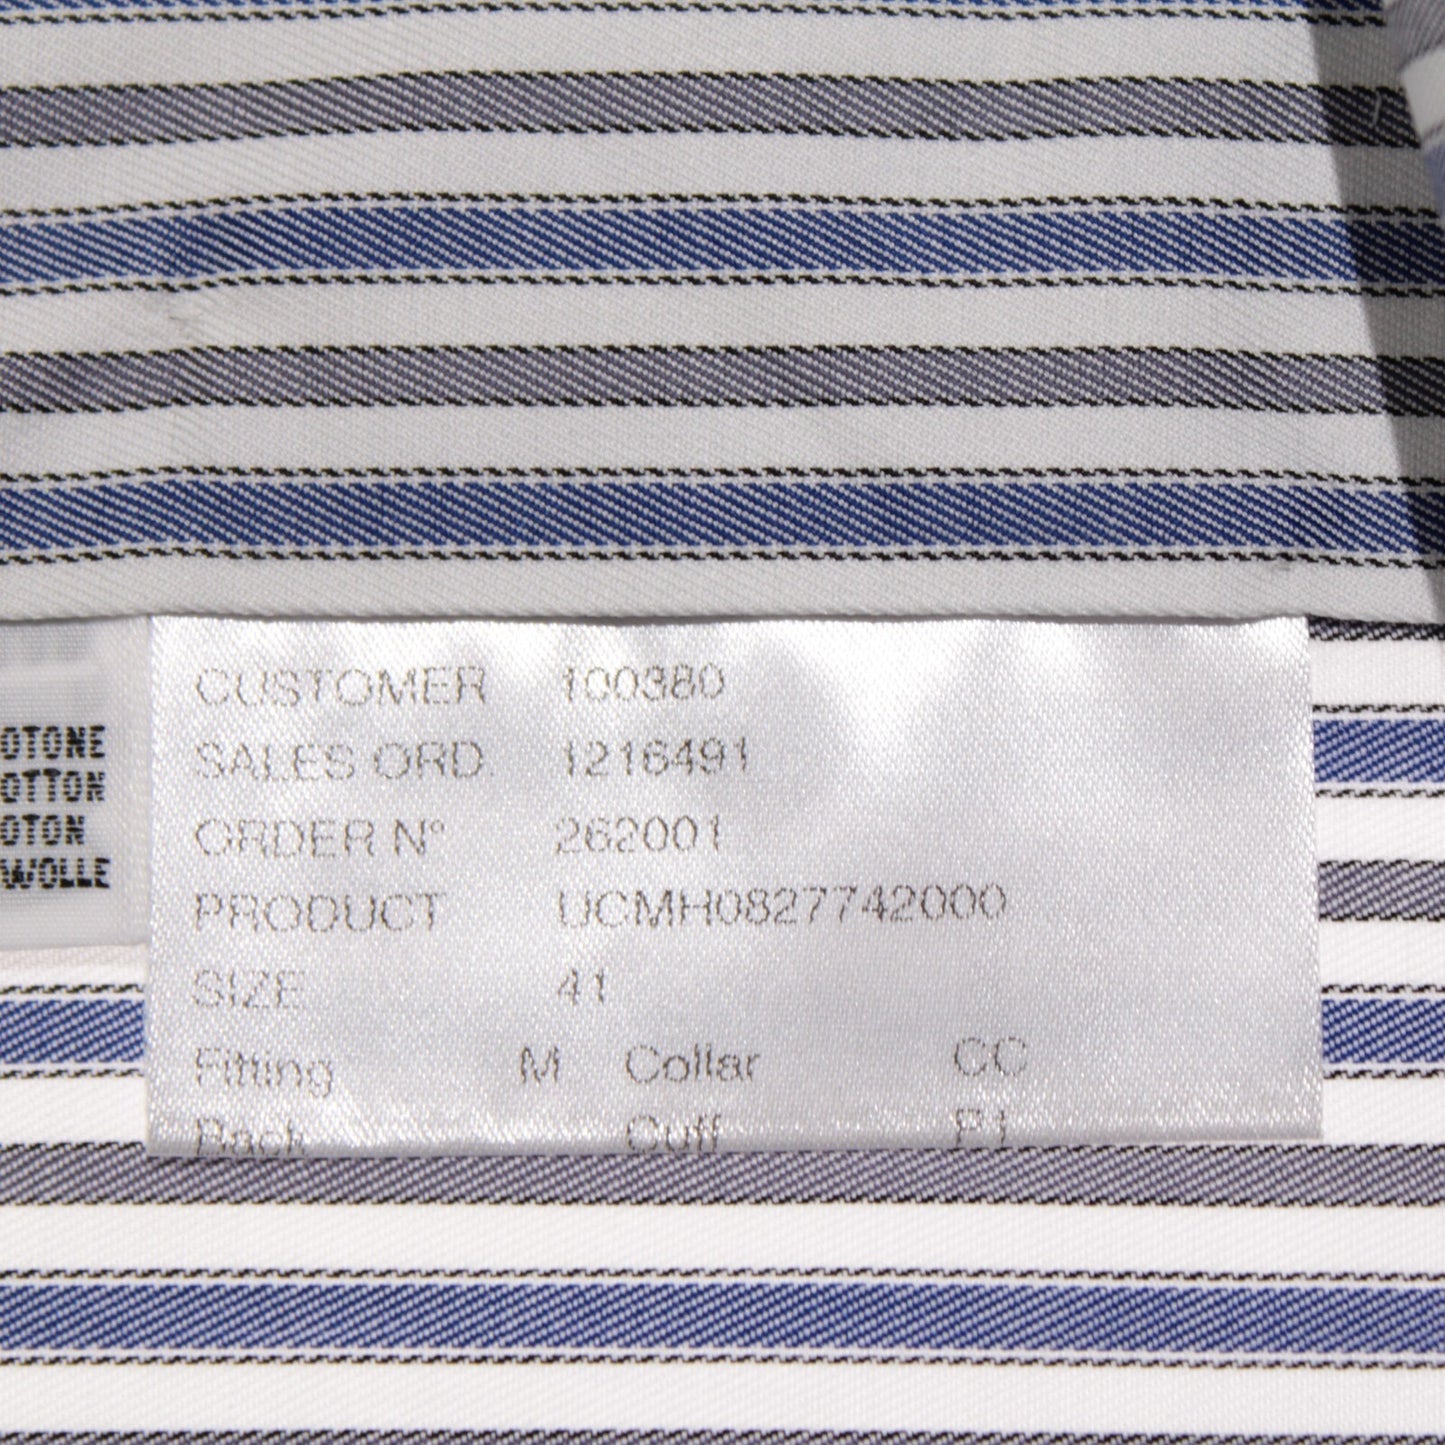 OTONE
OTTON
OTON
WOLLE
CUSTOMER 100380
SALES ORD. 1216491
ORDER N° 262001
PRODUCT UCMH0827742000
SIZE 41
Fitting M Collar CC
Back Cuff P1